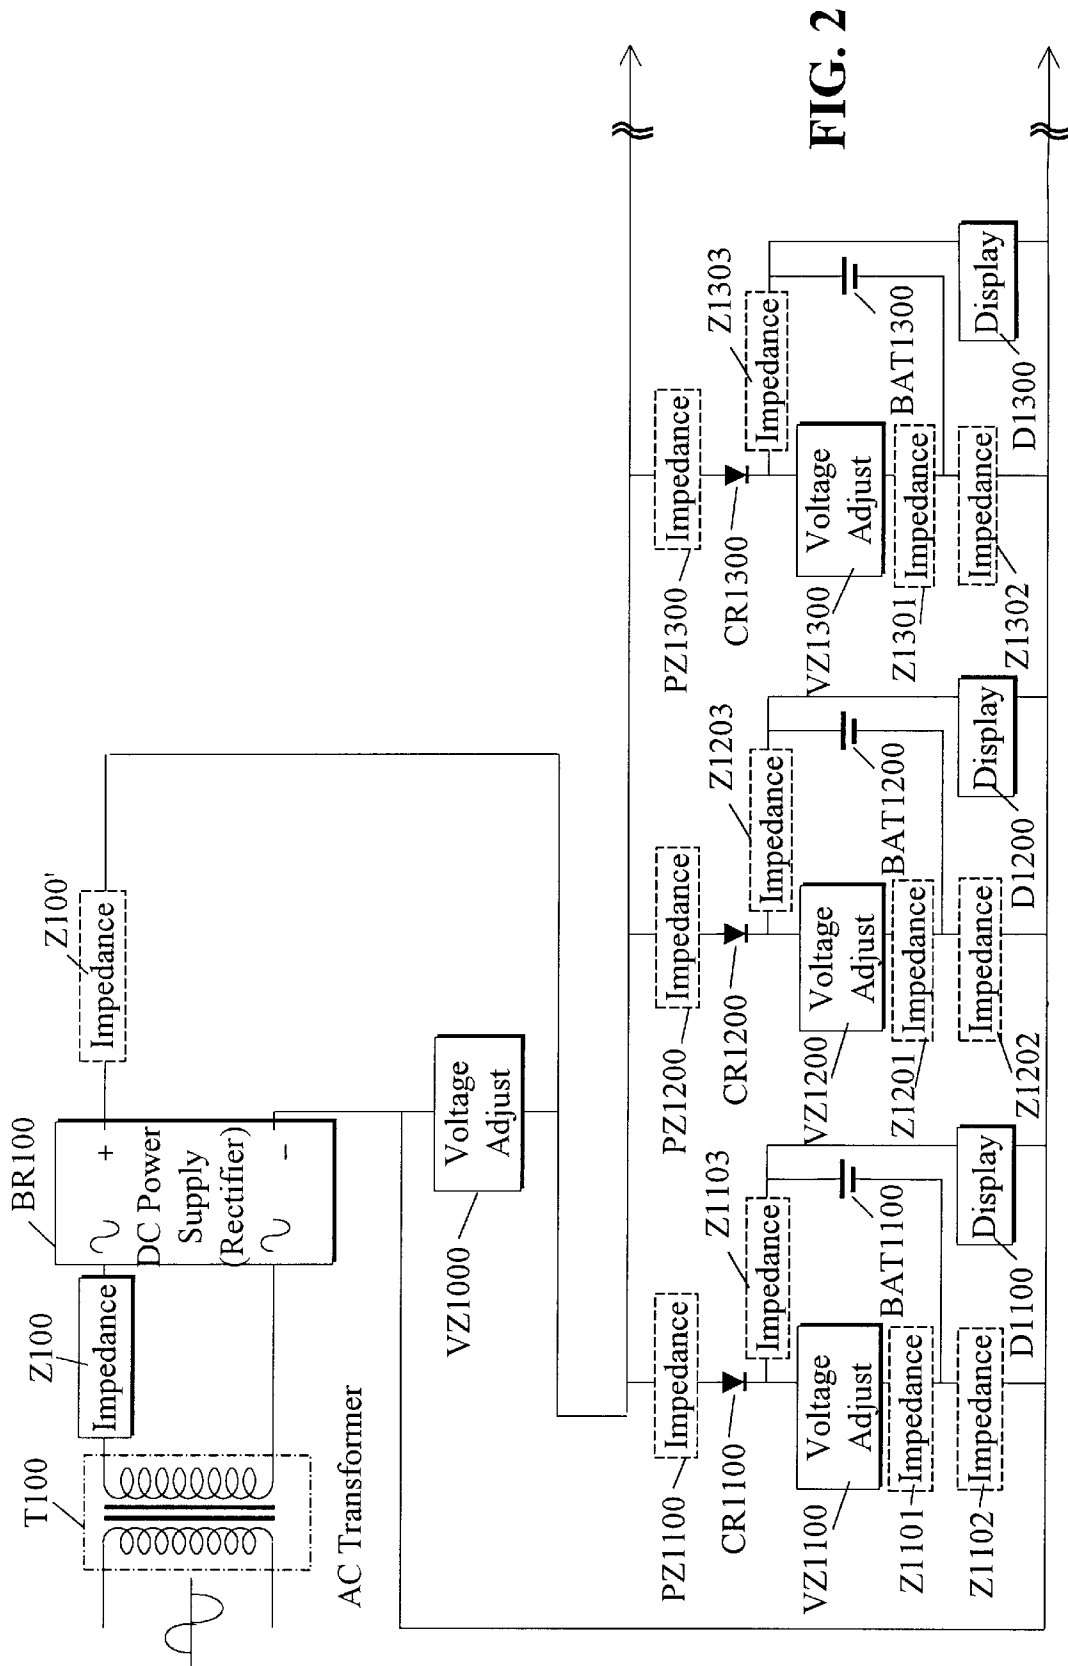 T100
AC Transformer
Z100
Impedance
BR100
DC Power
Supply
(Rectifier)
+
−
Z100'
Impedance
VZ1000
Voltage
Adjust
PZ1100
Impedance
CR1100
Z1103
Impedance
VZ1100
Voltage
Adjust
BAT1100
Z1101
Impedance
Z1102
Impedance
D1100
Display
PZ1200
Impedance
CR1200
Z1203
Impedance
VZ1200
Voltage
Adjust
BAT1200
Z1201
Impedance
Z1202
Impedance
D1200
Display
PZ1300
Impedance
CR1300
Z1303
Impedance
VZ1300
Voltage
Adjust
BAT1300
Z1301
Impedance
Z1302
Impedance
D1300
Display
FIG. 2